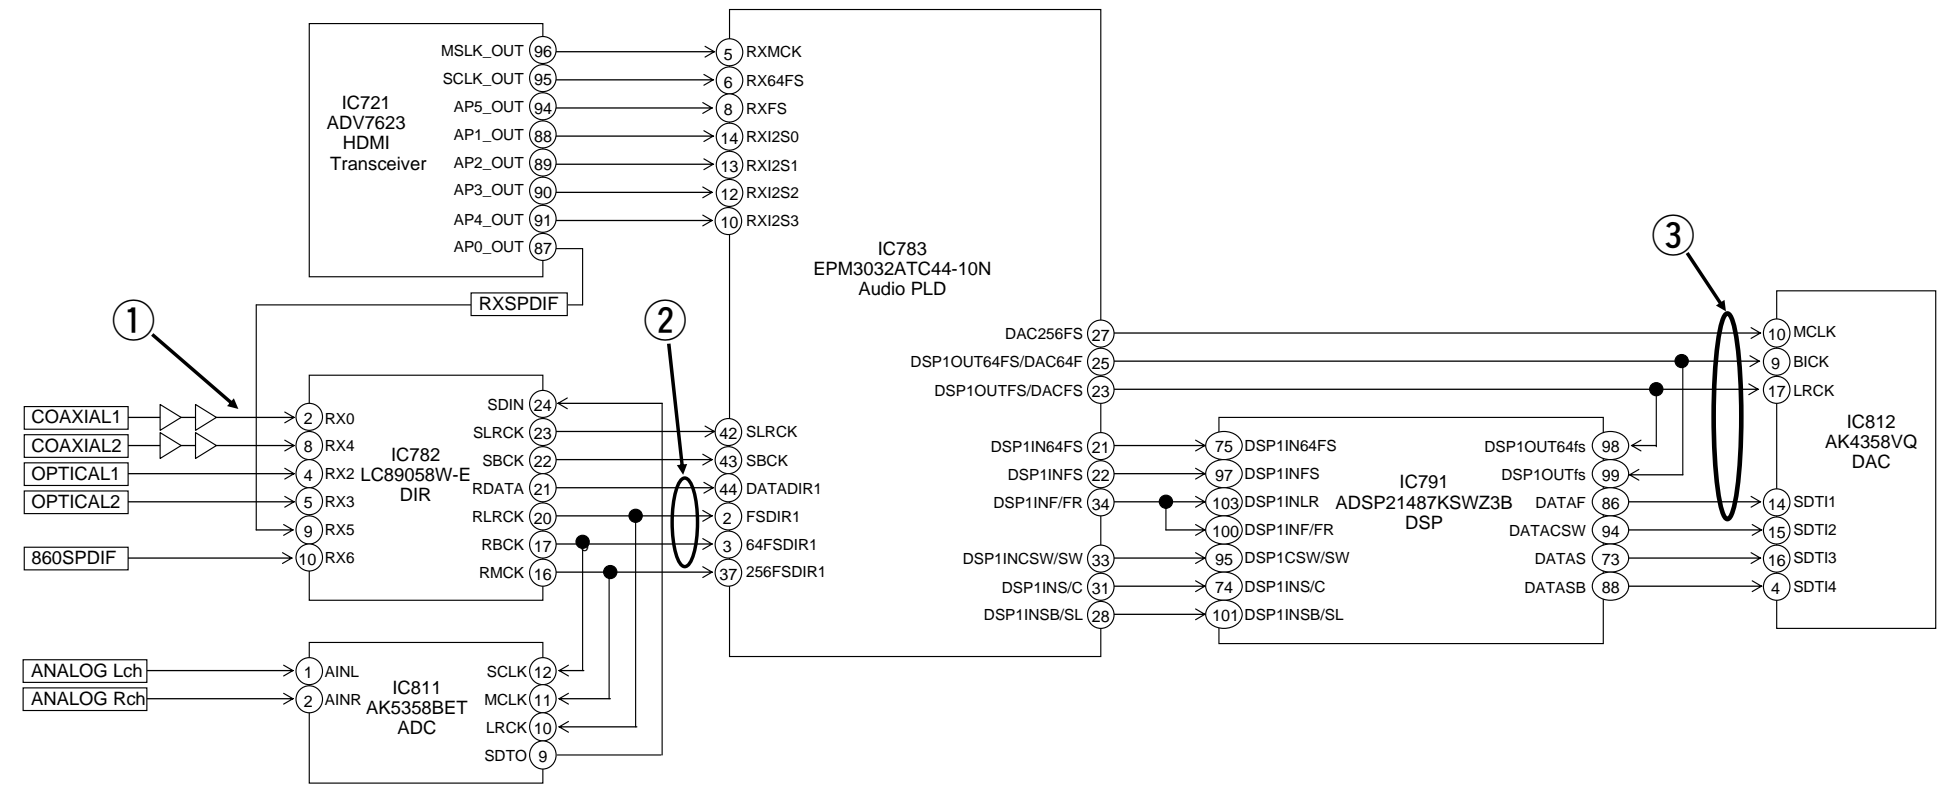 MSLK_OUT 96 5 RXMCK
SCLK_OUT 95 6 RX64FS
AP5_OUT 94 8 RXFS
AP1_OUT 88 14 RXI2S0
AP2_OUT 89 13 RXI2S1
AP3_OUT 90 12 RXI2S2
AP4_OUT 91 10 RXI2S3
AP0_OUT 87
IC721
ADV7623
HDMI
Transceiver
RXSPDIF
IC783
EPM3032ATC44-10N
Audio PLD
1
2
3
COAXIAL1 2 RX0
COAXIAL2 8 RX4
OPTICAL1 4 RX2
OPTICAL2 5 RX3
9 RX5
860SPDIF 10 RX6
IC782
LC89058W-E
DIR
SDIN 24
SLRCK 23 42 SLRCK
SBCK 22 43 SBCK
RDATA 21 44 DATADIR1
RLRCK 20 2 FSDIR1
RBCK 17 3 64FSDIR1
RMCK 16 37 256FSDIR1
ANALOG Lch 1 AINL
ANALOG Rch 2 AINR
IC811
AK5358BET
ADC
SCLK 12
MCLK 11
LRCK 10
SDTO 9
DAC256FS 27 10 MCLK
DSP1OUT64FS/DAC64F 25 9 BICK
DSP1OUTFS/DACFS 23 17 LRCK
DSP1IN64FS 21 75 DSP1IN64FS
DSP1INFS 22 97 DSP1INFS
DSP1INF/FR 34 103 DSP1INLR
100 DSP1INF/FR
DSP1INCSW/SW 33 95 DSP1CSW/SW
DSP1INS/C 31 74 DSP1INS/C
DSP1INSB/SL 28 101 DSP1INSB/SL
IC791
ADSP21487KSWZ3B
DSP
DSP1OUT64fs 98
DSP1OUTfs 99
DATAF 86 14 SDTI1
DATACSW 94 15 SDTI2
DATAS 73 16 SDTI3
DATASB 88 4 SDTI4
IC812
AK4358VQ
DAC